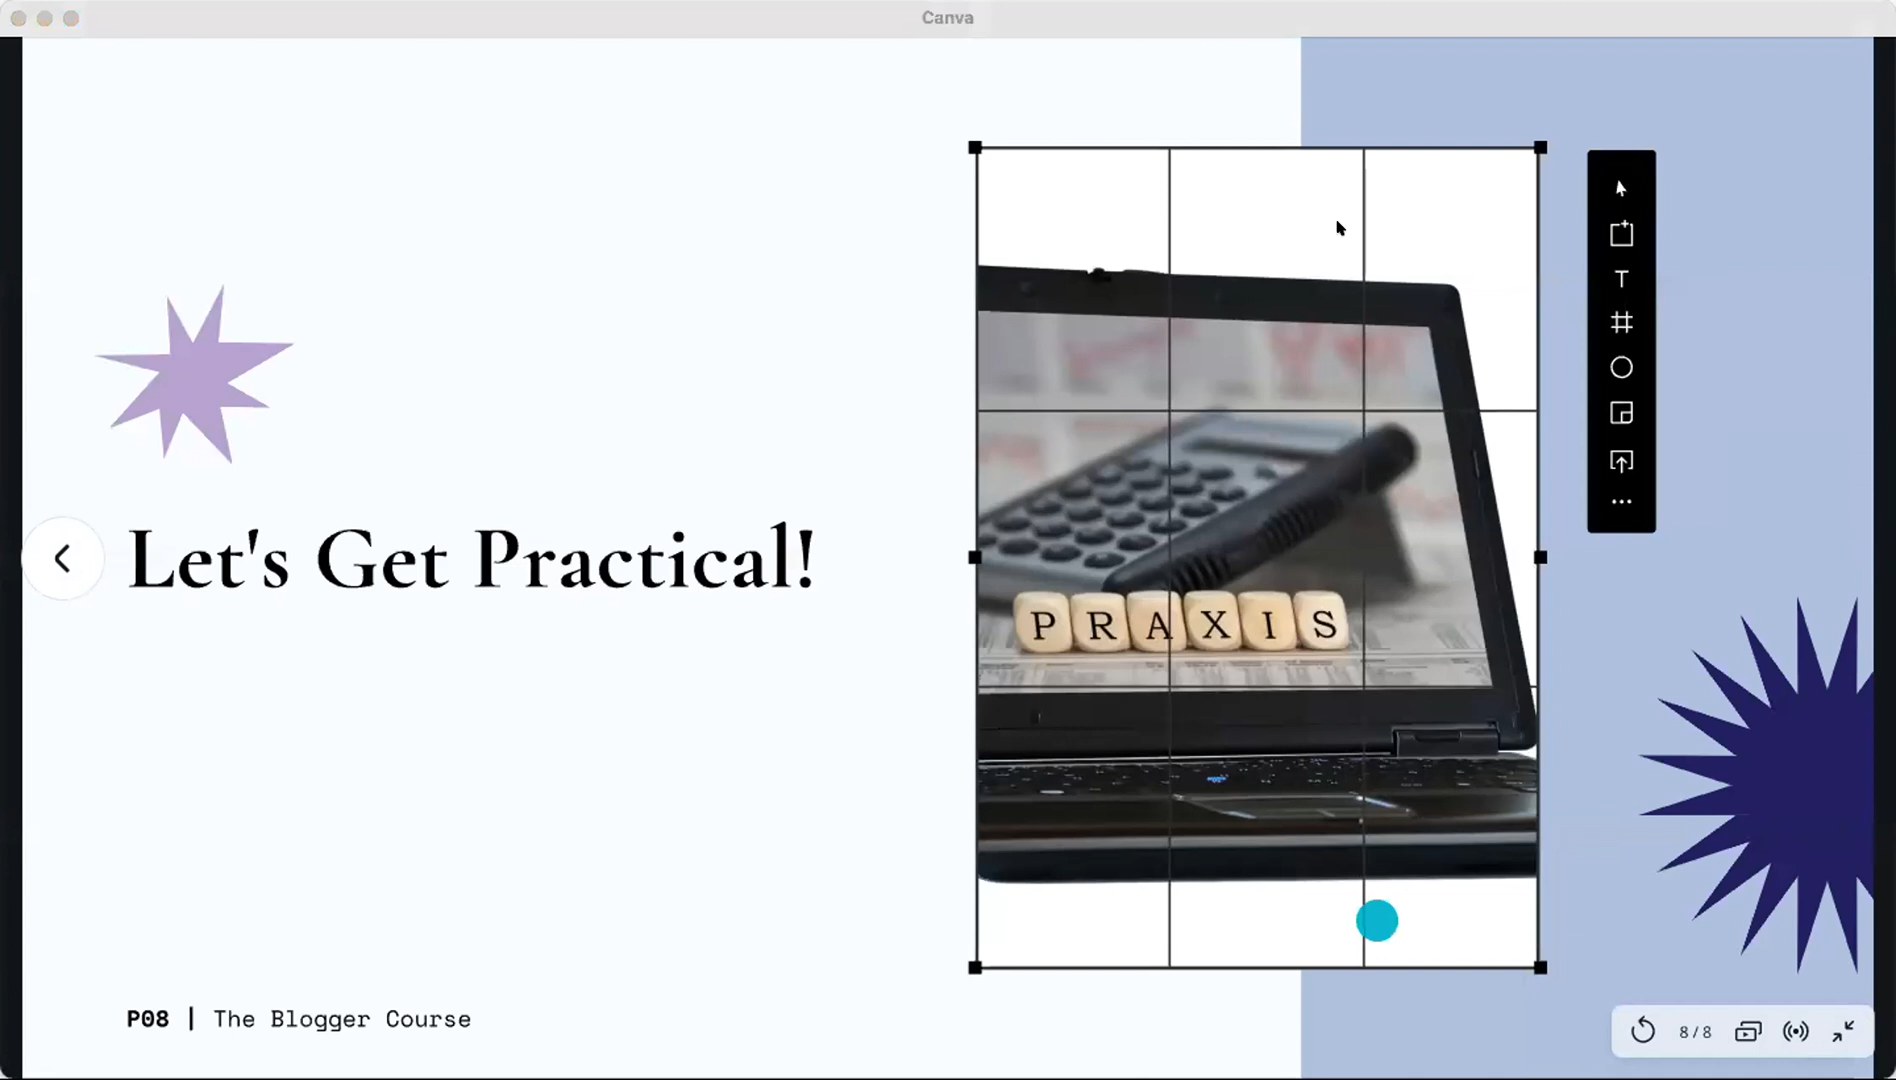 Canva
Let's Get Practical!
PRAXIS
P08 | The Blogger Course
8/8